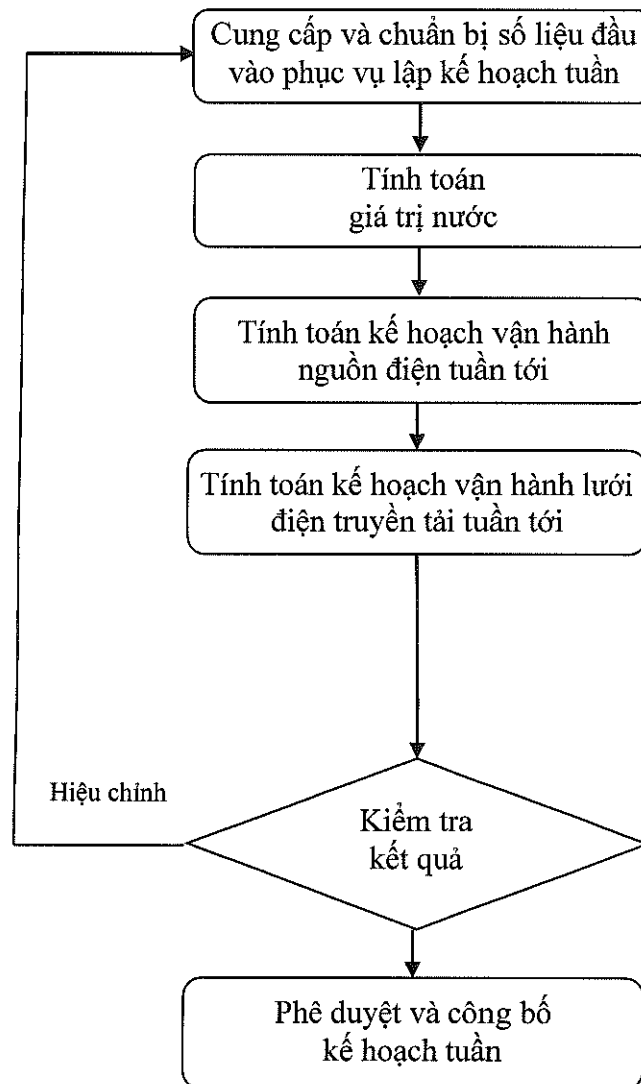 Cung cấp và chuẩn bị số liệu đầu
vào phục vụ lập kế hoạch tuần
Tính toán
giá trị nước
Tính toán kế hoạch vận hành
nguồn điện tuần tới
Tính toán kế hoạch vận hành lưới
điện truyền tải tuần tới
Hiệu chỉnh
Kiểm tra
kết quả
Phê duyệt và công bố
kế hoạch tuần